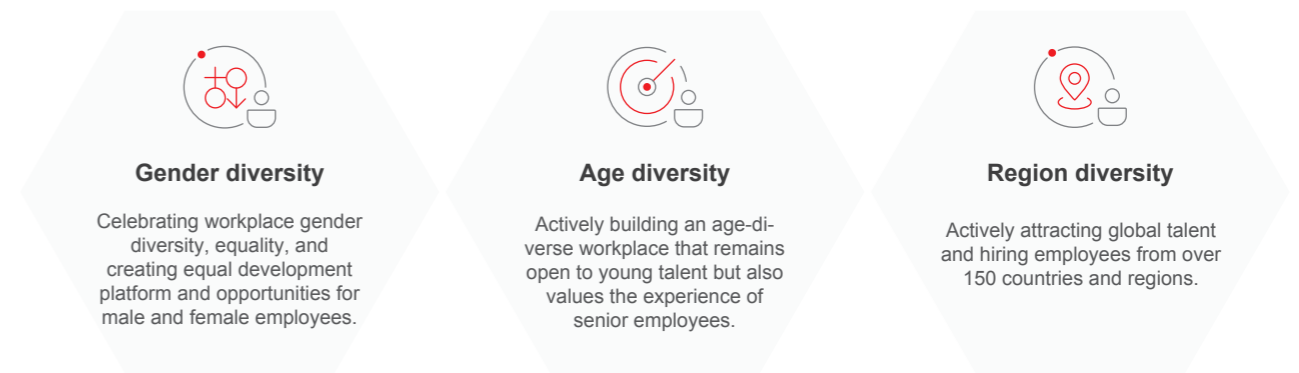 Gender diversity
Celebrating workplace gender
diversity, equality, and
creating equal development
platform and opportunities for
male and female employees.
Age diversity
Actively building an age-di-
verse workplace that remains
open to young talent but also
values the experience of
senior employees.
Region diversity
Actively attracting global talent
and hiring employees from over
150 countries and regions.